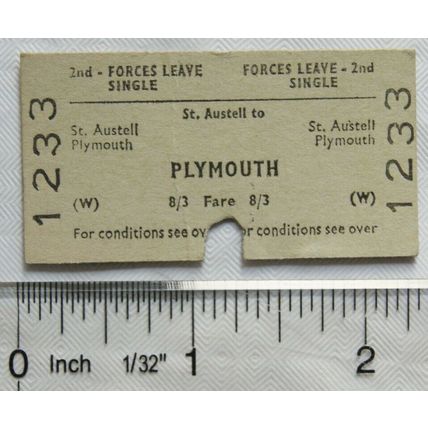 2nd - FORCES LEAVE FORCES LEAVE - 2nd
SINGLE SINGLE
St. Austell to
St. Austell St. Austell
Plymouth Plymouth
PLYMOUTH
(W) 8/3 Fare 8/3 (W)
For conditions see ov or conditions see over
1233
1233
0 Inch 1/32" 1 2